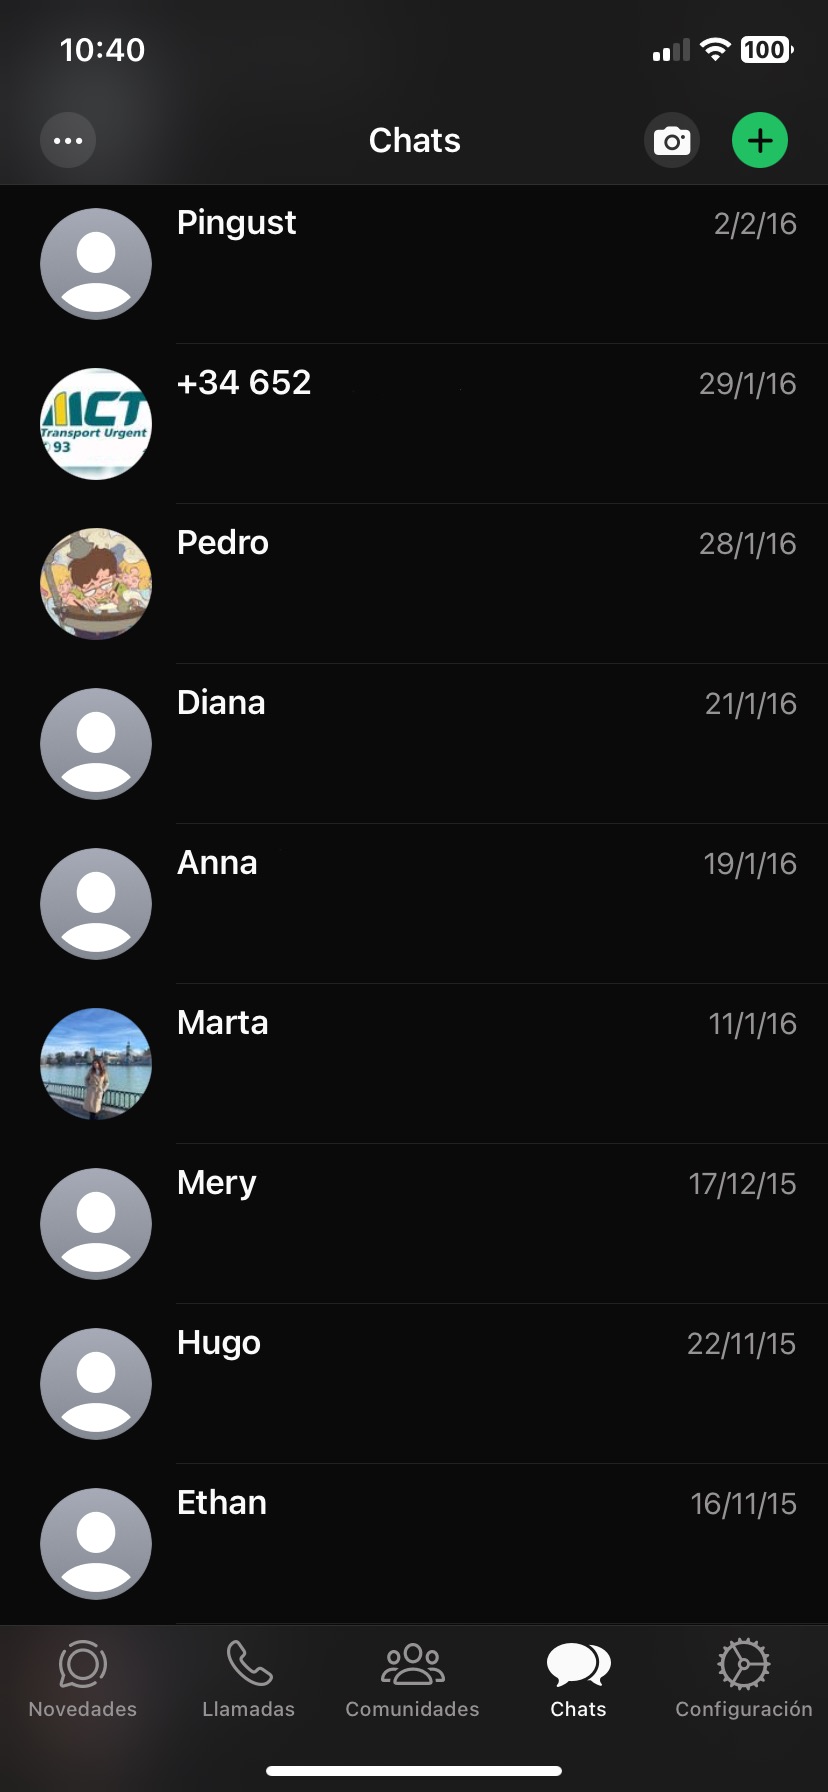 10:40
100
Chats
Pingust
2/2/16
MCT
Transport Urgent
93
+34 652
29/1/16
Pedro
28/1/16
Diana
21/1/16
Anna
19/1/16
Marta
11/1/16
Mery
17/12/15
Hugo
22/11/15
Ethan
16/11/15
Novedades
Llamadas
Comunidades
Chats
Configuración